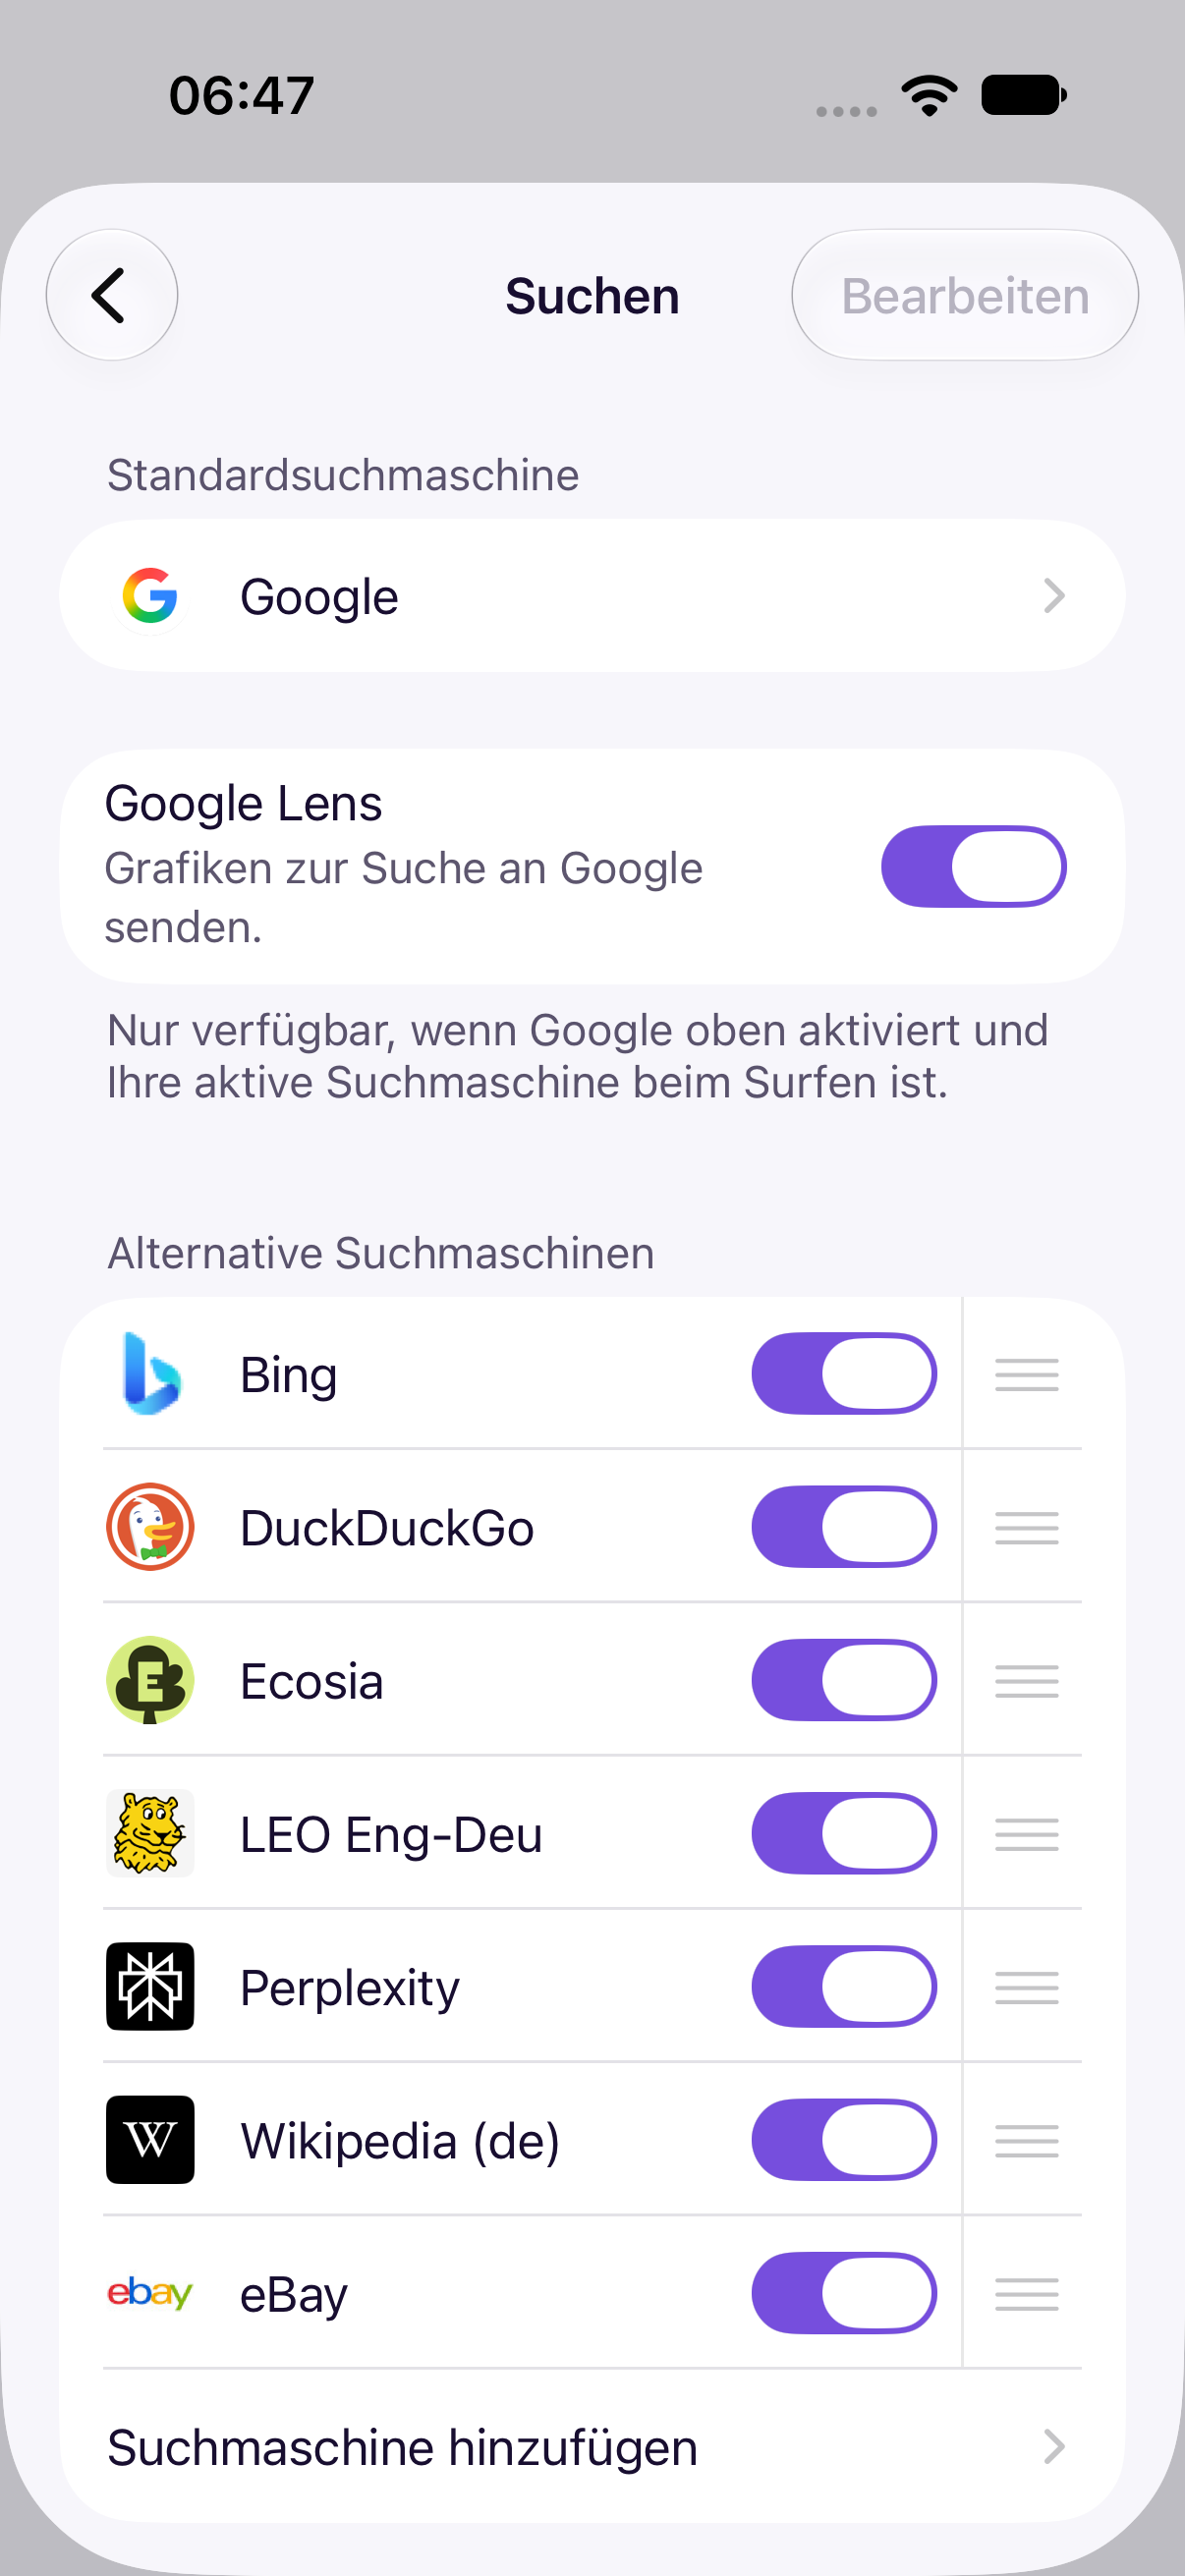 06:47
Suchen
Bearbeiten
Standardsuchmaschine
Google
Google Lens
Grafiken zur Suche an Google
senden.
Nur verfügbar, wenn Google oben aktiviert und
Ihre aktive Suchmaschine beim Surfen ist.
Alternative Suchmaschinen
Bing
DuckDuckGo
E
Ecosia
LEO Eng-Deu
Perplexity
W
Wikipedia (de)
ebay
eBay
Suchmaschine hinzufügen